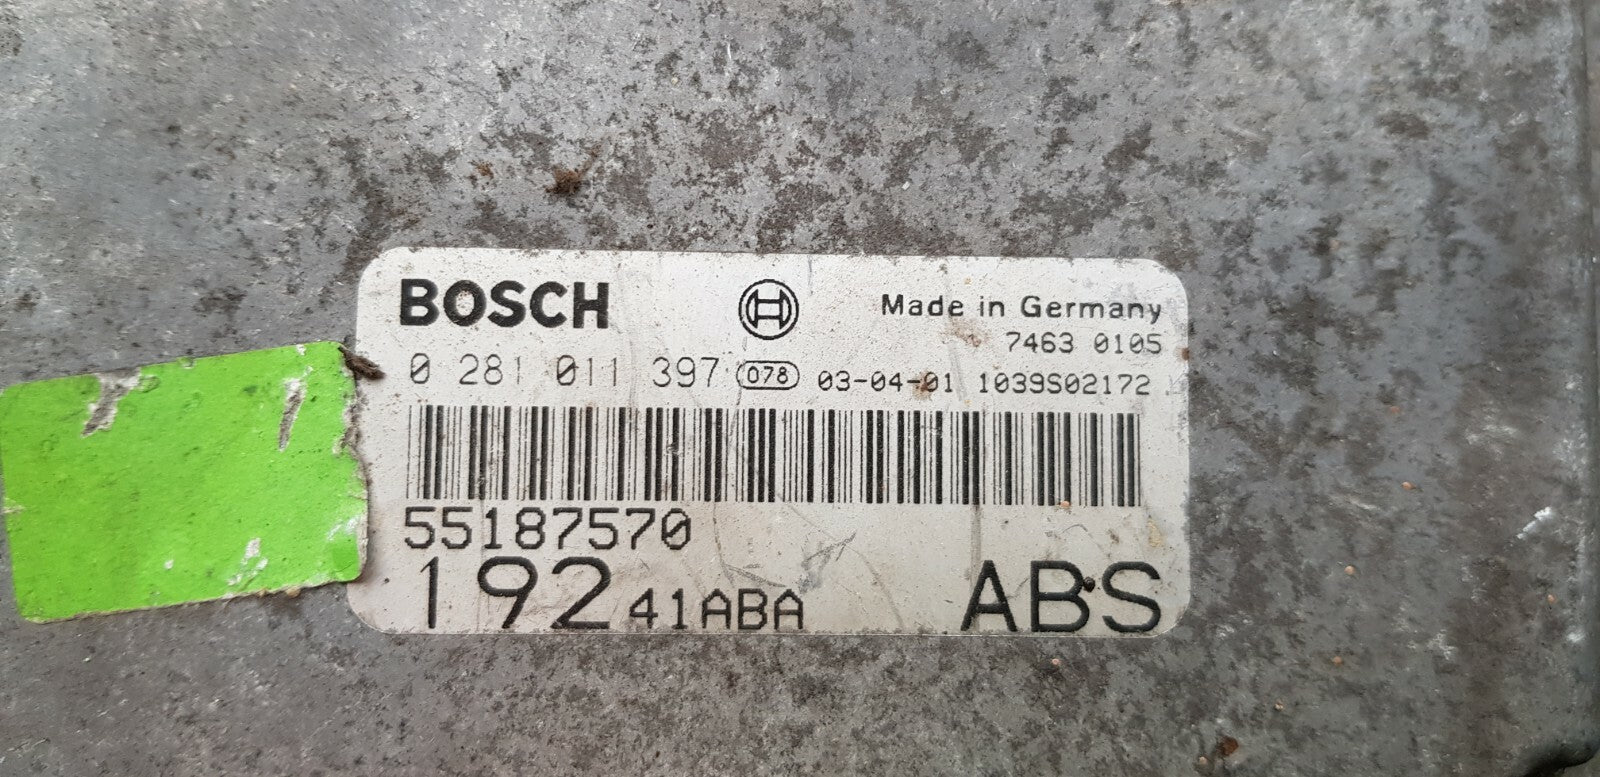 BOSCH
Made in Germany
7463 0105
0 281 011 397 078 03-04-01 1039S02172
55187570
192 41ABA ABS